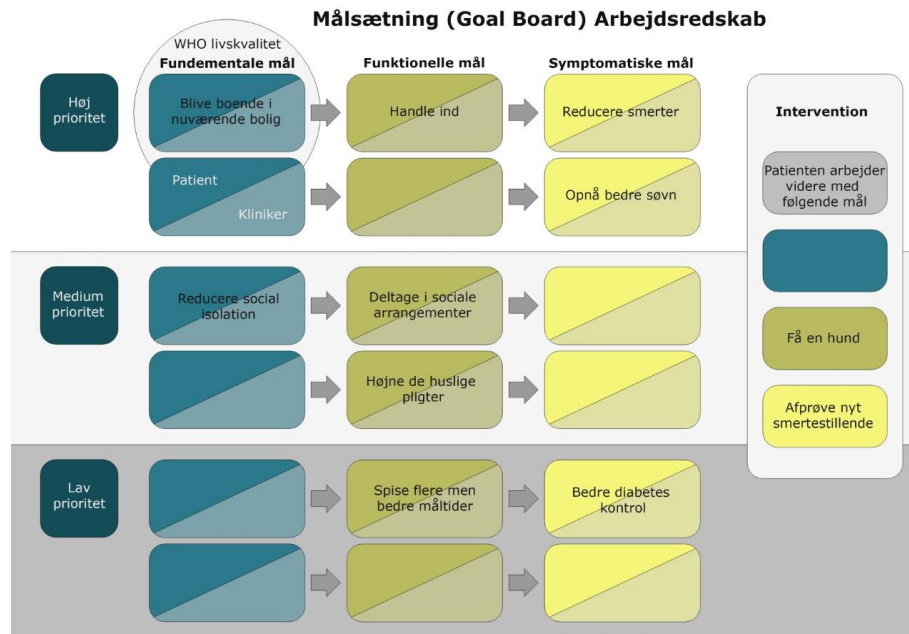 Målsætning (Goal Board) Arbejdsredskab
WHO livskvalitet
Fundementale mål
Funktionelle mål
Symptomatiske mål
Høj
prioritet
Blive boende i
nuværende bolig
Handle ind
Reducere smerter
Patient
Kliniker
Opnå bedre søvn
Medium
prioritet
Reducere social
isolation
Deltage i sociale
arrangementer
Højne de huslige
pligter
Lav
prioritet
Spise flere men
bedre måltider
Bedre diabetes
kontrol
Intervention
Patienten arbejder
videre med
følgende mål
Få en hund
Afprøve nyt
smertestillende